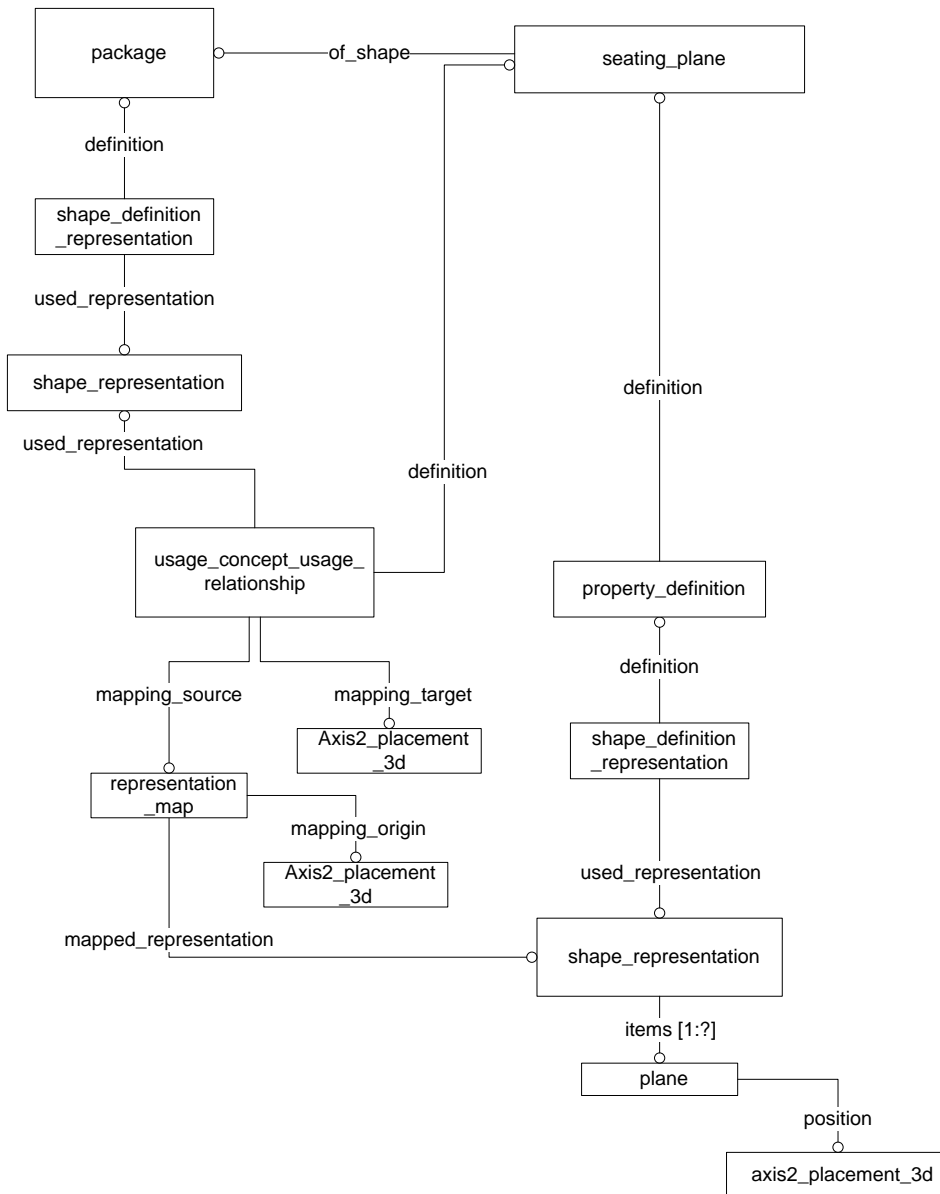 package
of_shape
seating_plane
definition
shape_definition
_representation
used_representation
shape_representation
used_representation
definition
definition
usage_concept_usage_
relationship
property_definition
definition
mapping_source
mapping_target
Axis2_placement
_3d
shape_definition
_representation
representation
_map
mapping_origin
Axis2_placement
_3d
used_representation
mapped_representation
shape_representation
items [1:?]
plane
position
axis2_placement_3d